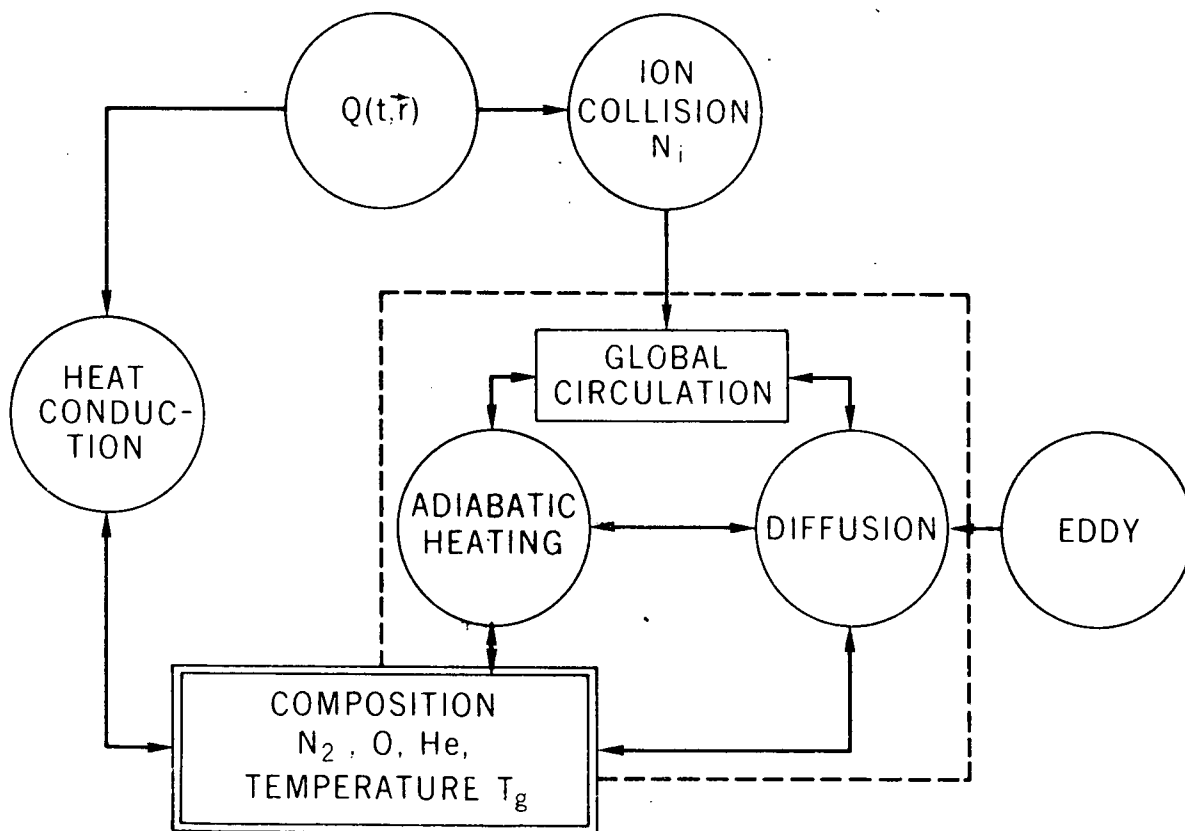 Q(t,r⃗)
ION
COLLISION
Nᵢ
HEAT
CONDUC-
TION
GLOBAL
CIRCULATION
ADIABATIC
HEATING
DIFFUSION
EDDY
COMPOSITION
N₂, O, He,
TEMPERATURE T_g